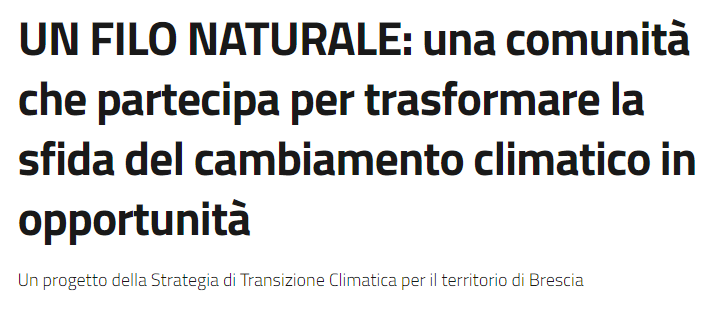 UN FILO NATURALE: una comunità
che partecipa per trasformare la
sfida del cambiamento climatico in
opportunità
Un progetto della Strategia di Transizione Climatica per il territorio di Brescia